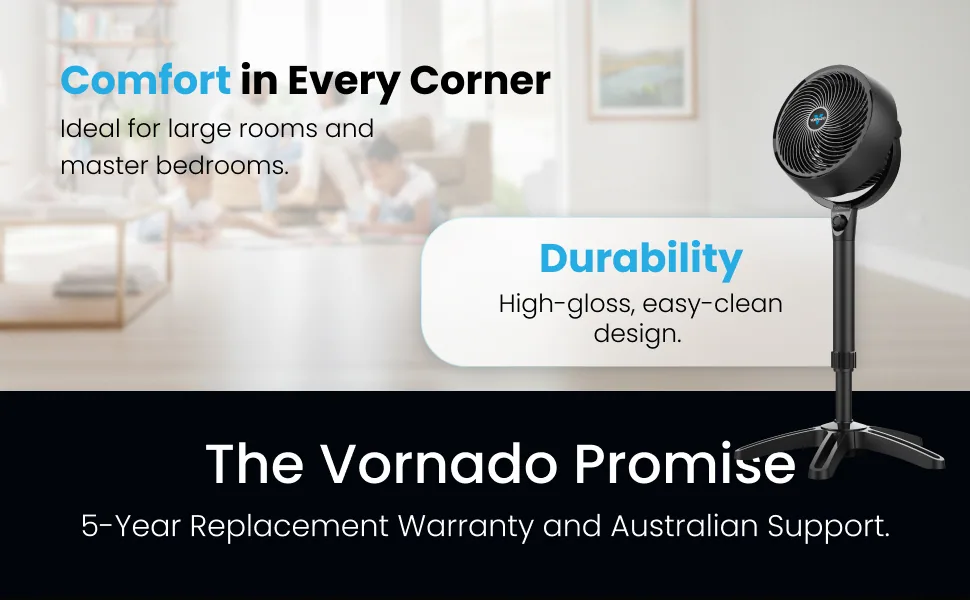 Comfort in Every Corner
Ideal for large rooms and
master bedrooms.
Durability
High-gloss, easy-clean
design.
The Vornado Promise
5-Year Replacement Warranty and Australian Support.